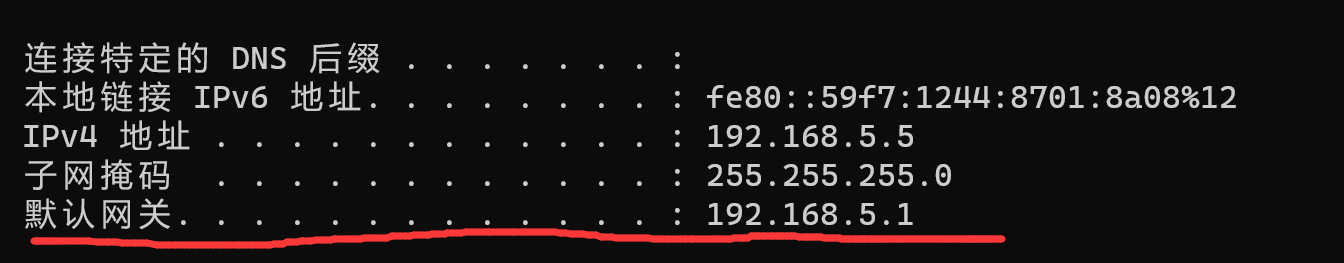 连接特定的 DNS 后缀 . . . . . . . :
本地链接 IPv6 地址. . . . . . . . : fe80::59f7:1244:8701:8a08%12
IPv4 地址 . . . . . . . . . . . . : 192.168.5.5
子网掩码  . . . . . . . . . . . . : 255.255.255.0
默认网关. . . . . . . . . . . . . : 192.168.5.1